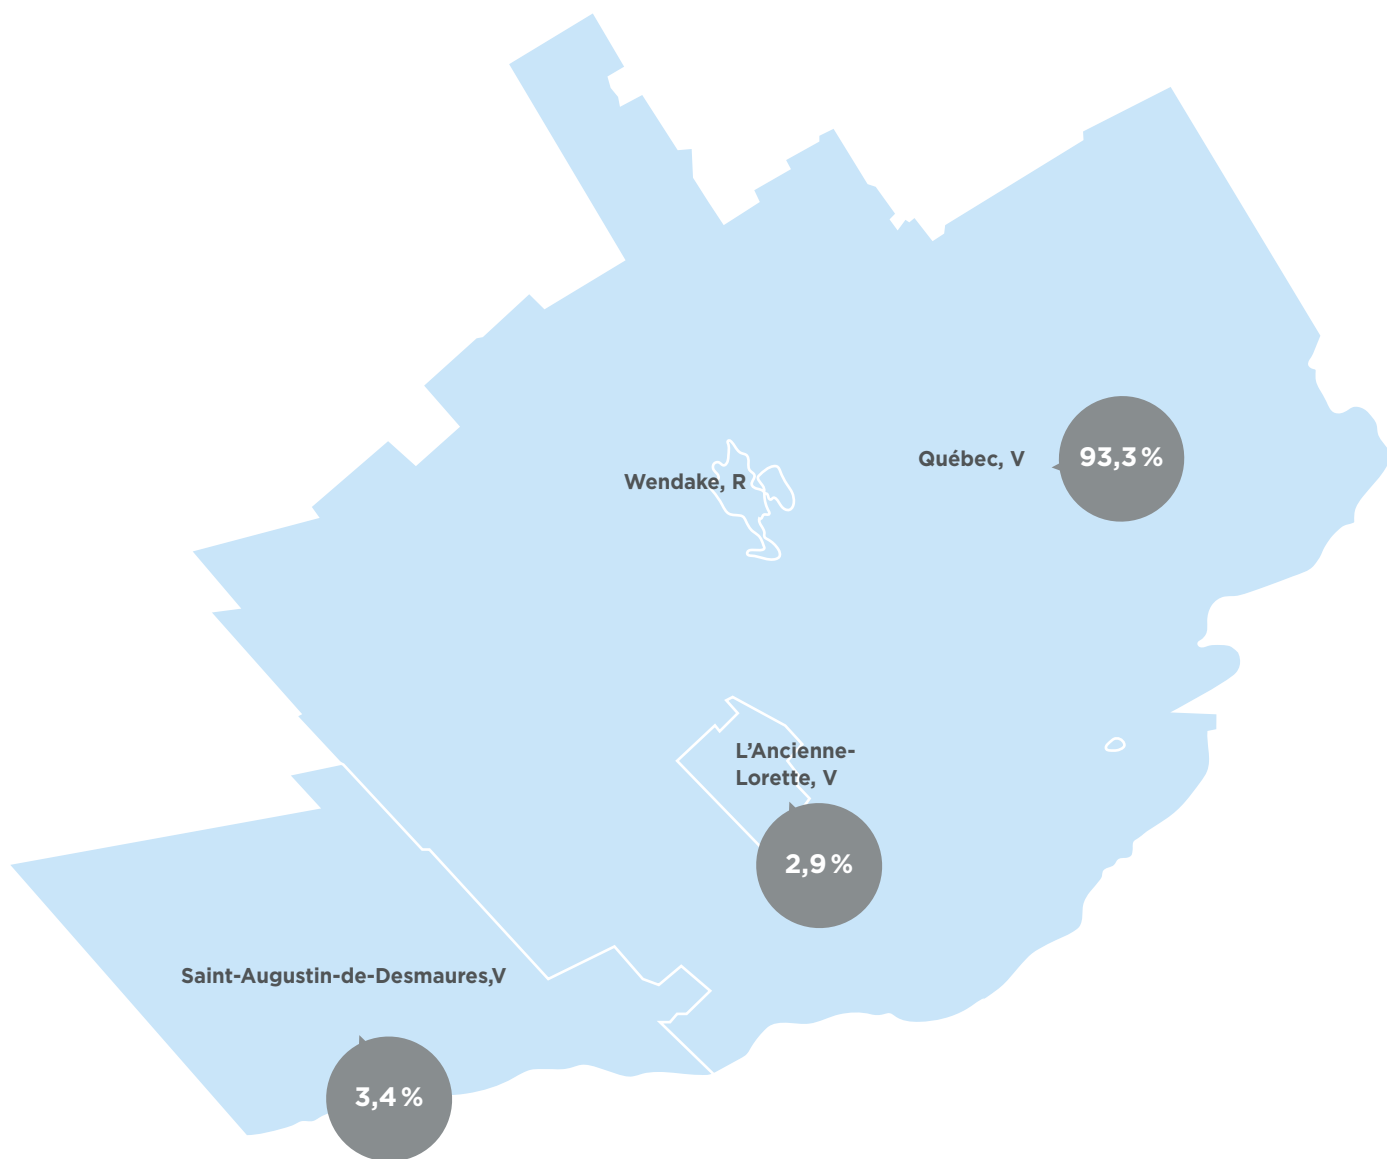 Québec, V
93,3 %
Wendake, R
L’Ancienne-
Lorette, V
2,9 %
Saint-Augustin-de-Desmaures,V
3,4 %